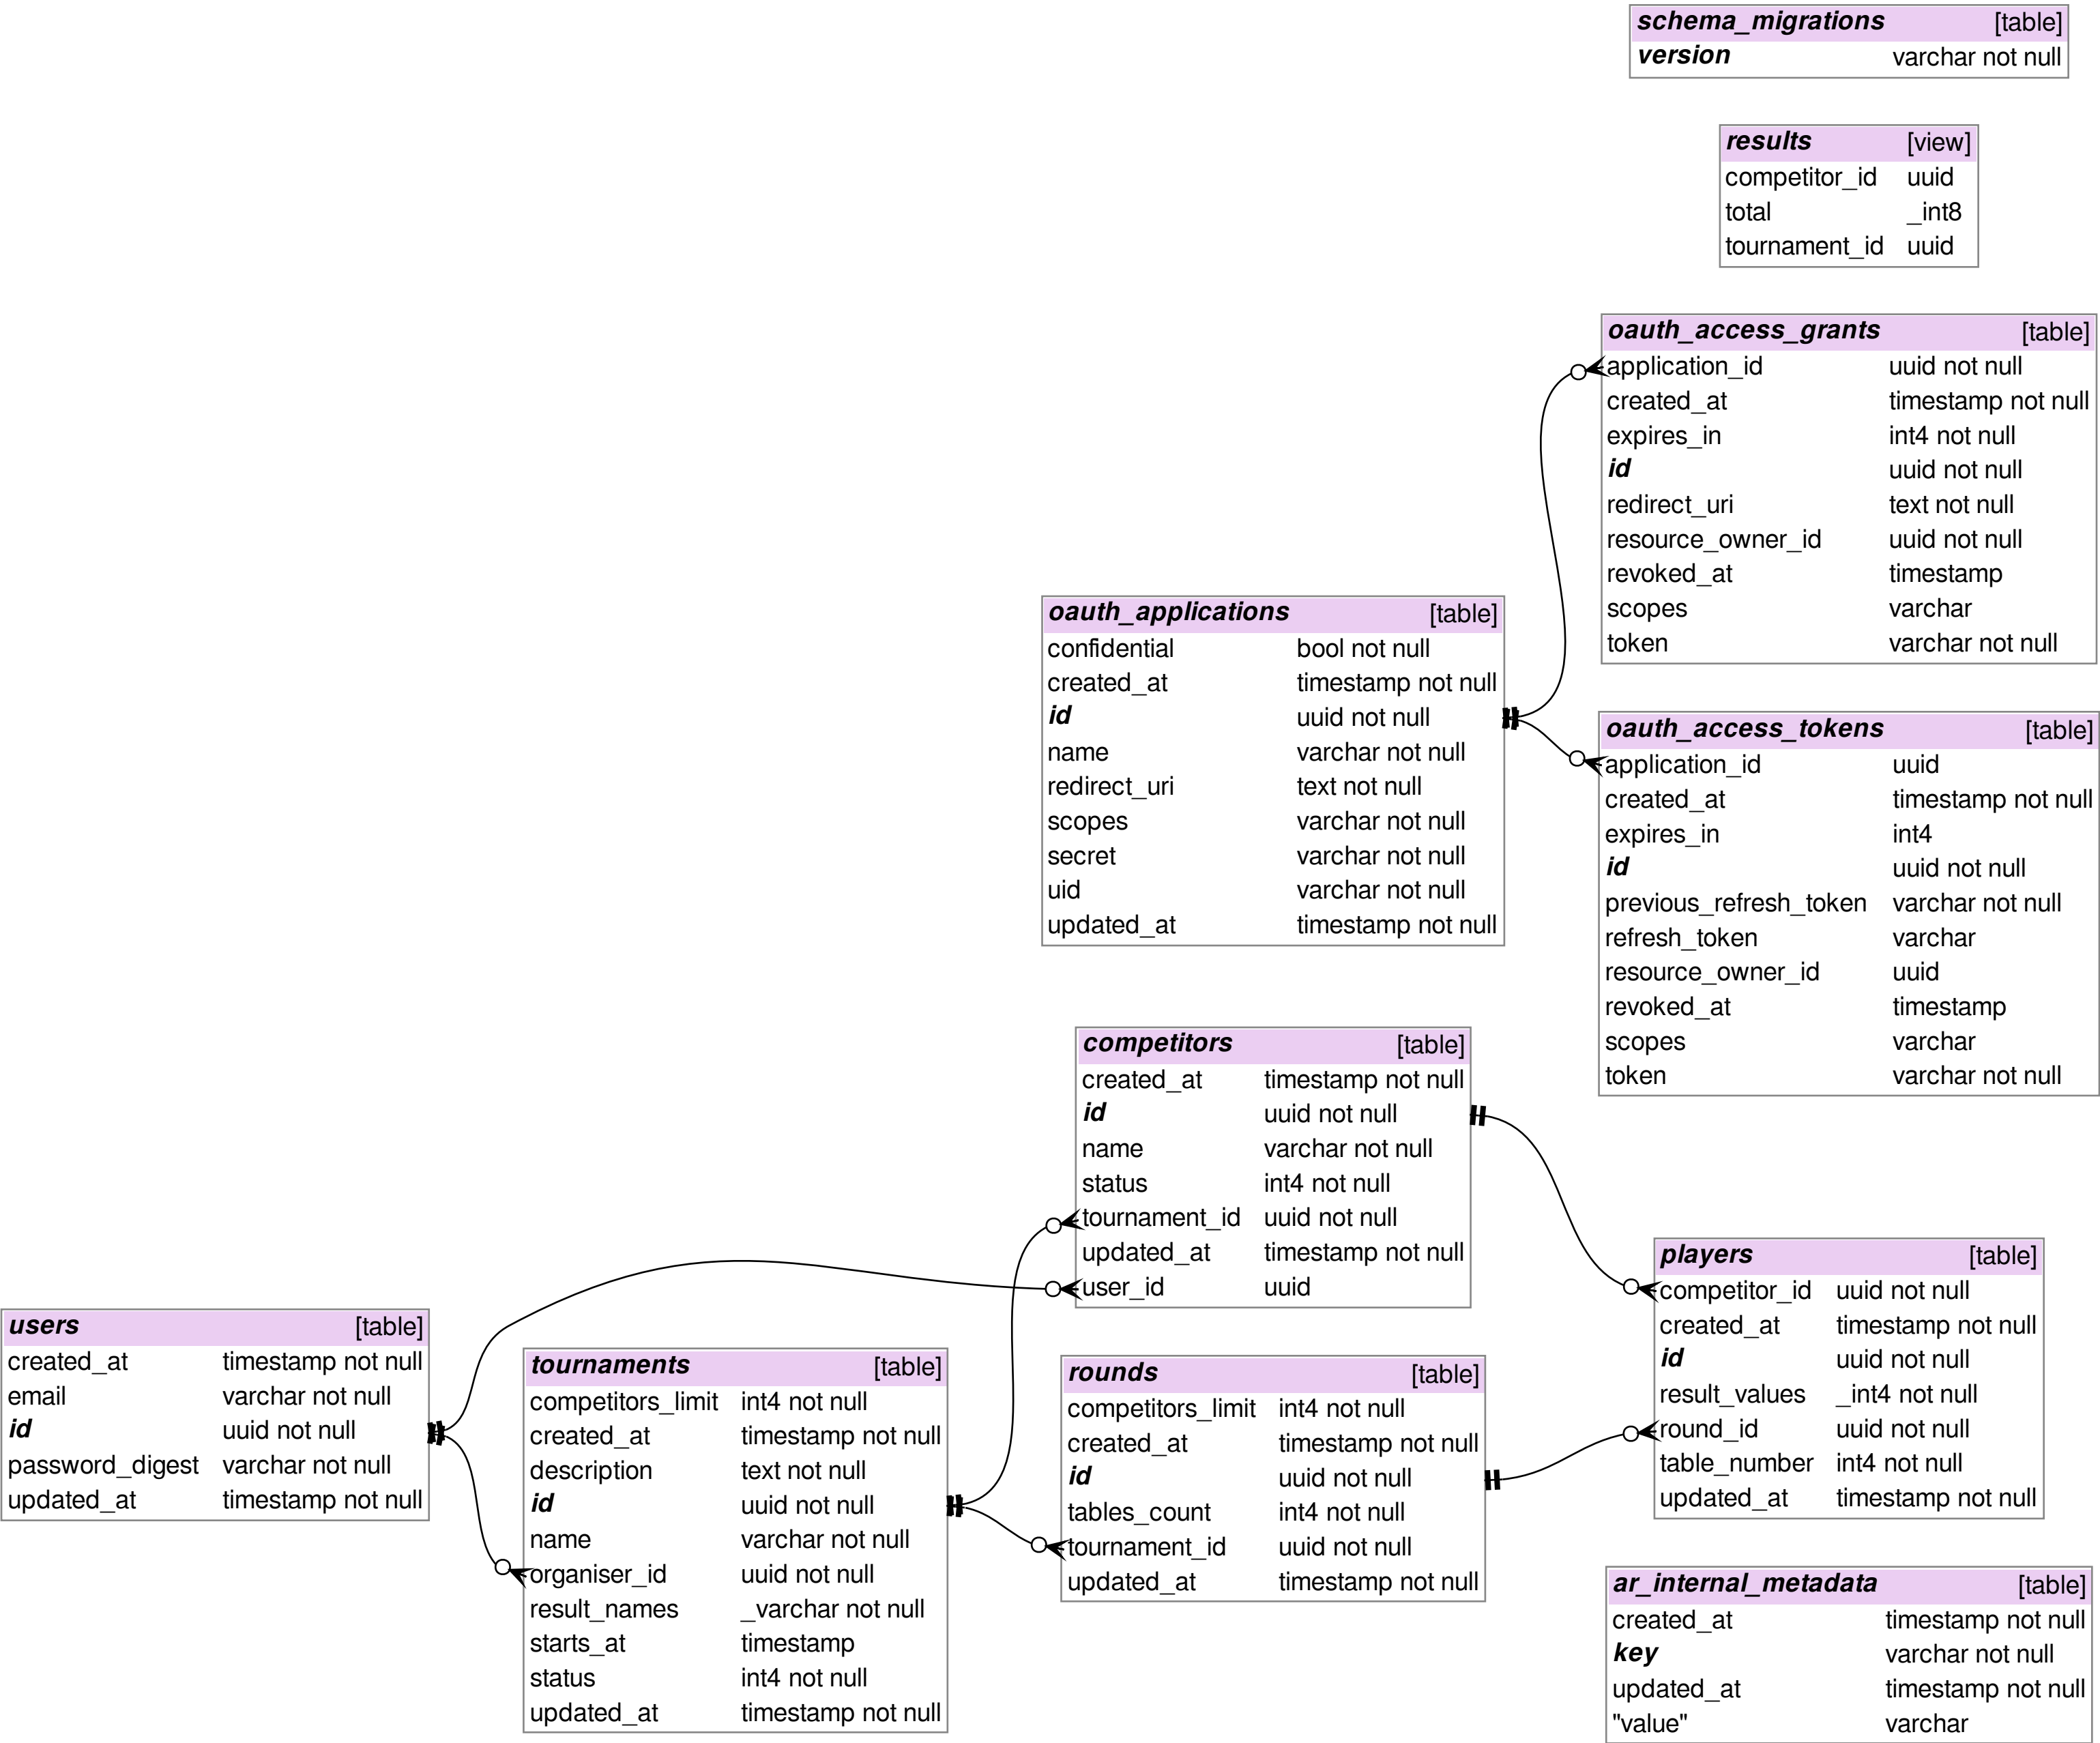 schema_migrations [table]
version varchar not null
results [view]
competitor_id uuid
total _int8
tournament_id uuid
oauth_access_grants [table]
application_id uuid not null
created_at timestamp not null
expires_in int4 not null
id uuid not null
redirect_uri text not null
resource_owner_id uuid not null
revoked_at timestamp
scopes varchar
token varchar not null
oauth_applications [table]
confidential bool not null
created_at timestamp not null
id uuid not null
name varchar not null
redirect_uri text not null
scopes varchar not null
secret varchar not null
uid varchar not null
updated_at timestamp not null
oauth_access_tokens [table]
application_id uuid
created_at timestamp not null
expires_in int4
id uuid not null
previous_refresh_token varchar not null
refresh_token varchar
resource_owner_id uuid
revoked_at timestamp
scopes varchar
token varchar not null
competitors [table]
created_at timestamp not null
id uuid not null
name varchar not null
status int4 not null
tournament_id uuid not null
updated_at timestamp not null
user_id uuid
players [table]
competitor_id uuid not null
created_at timestamp not null
id uuid not null
result_values _int4 not null
round_id uuid not null
table_number int4 not null
updated_at timestamp not null
users [table]
created_at timestamp not null
email varchar not null
id uuid not null
password_digest varchar not null
updated_at timestamp not null
tournaments [table]
competitors_limit int4 not null
created_at timestamp not null
description text not null
id uuid not null
name varchar not null
organiser_id uuid not null
result_names _varchar not null
starts_at timestamp
status int4 not null
updated_at timestamp not null
rounds [table]
competitors_limit int4 not null
created_at timestamp not null
id uuid not null
tables_count int4 not null
tournament_id uuid not null
updated_at timestamp not null
ar_internal_metadata [table]
created_at timestamp not null
key varchar not null
updated_at timestamp not null
"value" varchar